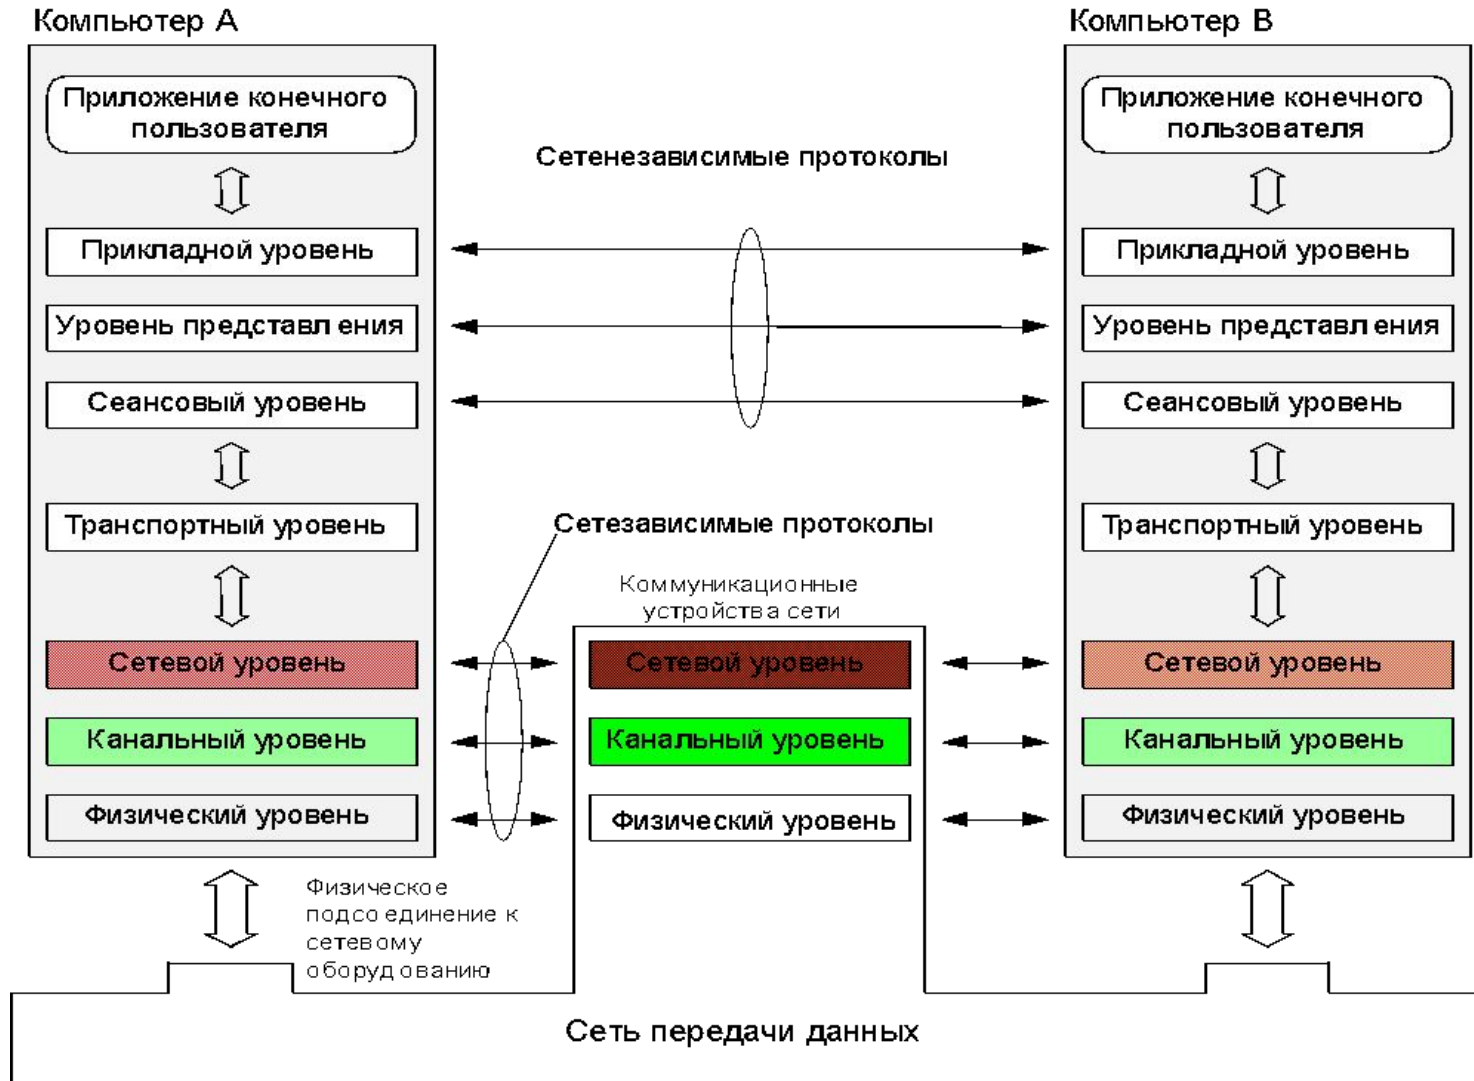 Компьютер А
Компьютер В
Приложение конечного
пользователя
Приложение конечного
пользователя
Сетенезависимые протоколы
Прикладной уровень
Прикладной уровень
Уровень представления
Уровень представления
Сеансовый уровень
Сеансовый уровень
Транспортный уровень
Сетезависимые протоколы
Транспортный уровень
Коммуникационные
устройства сети
Сетевой уровень
Сетевой уровень
Сетевой уровень
Канальный уровень
Канальный уровень
Канальный уровень
Физический уровень
Физический уровень
Физический уровень
Физическое
подсоединение к
сетевому
оборудованию
Сеть передачи данных